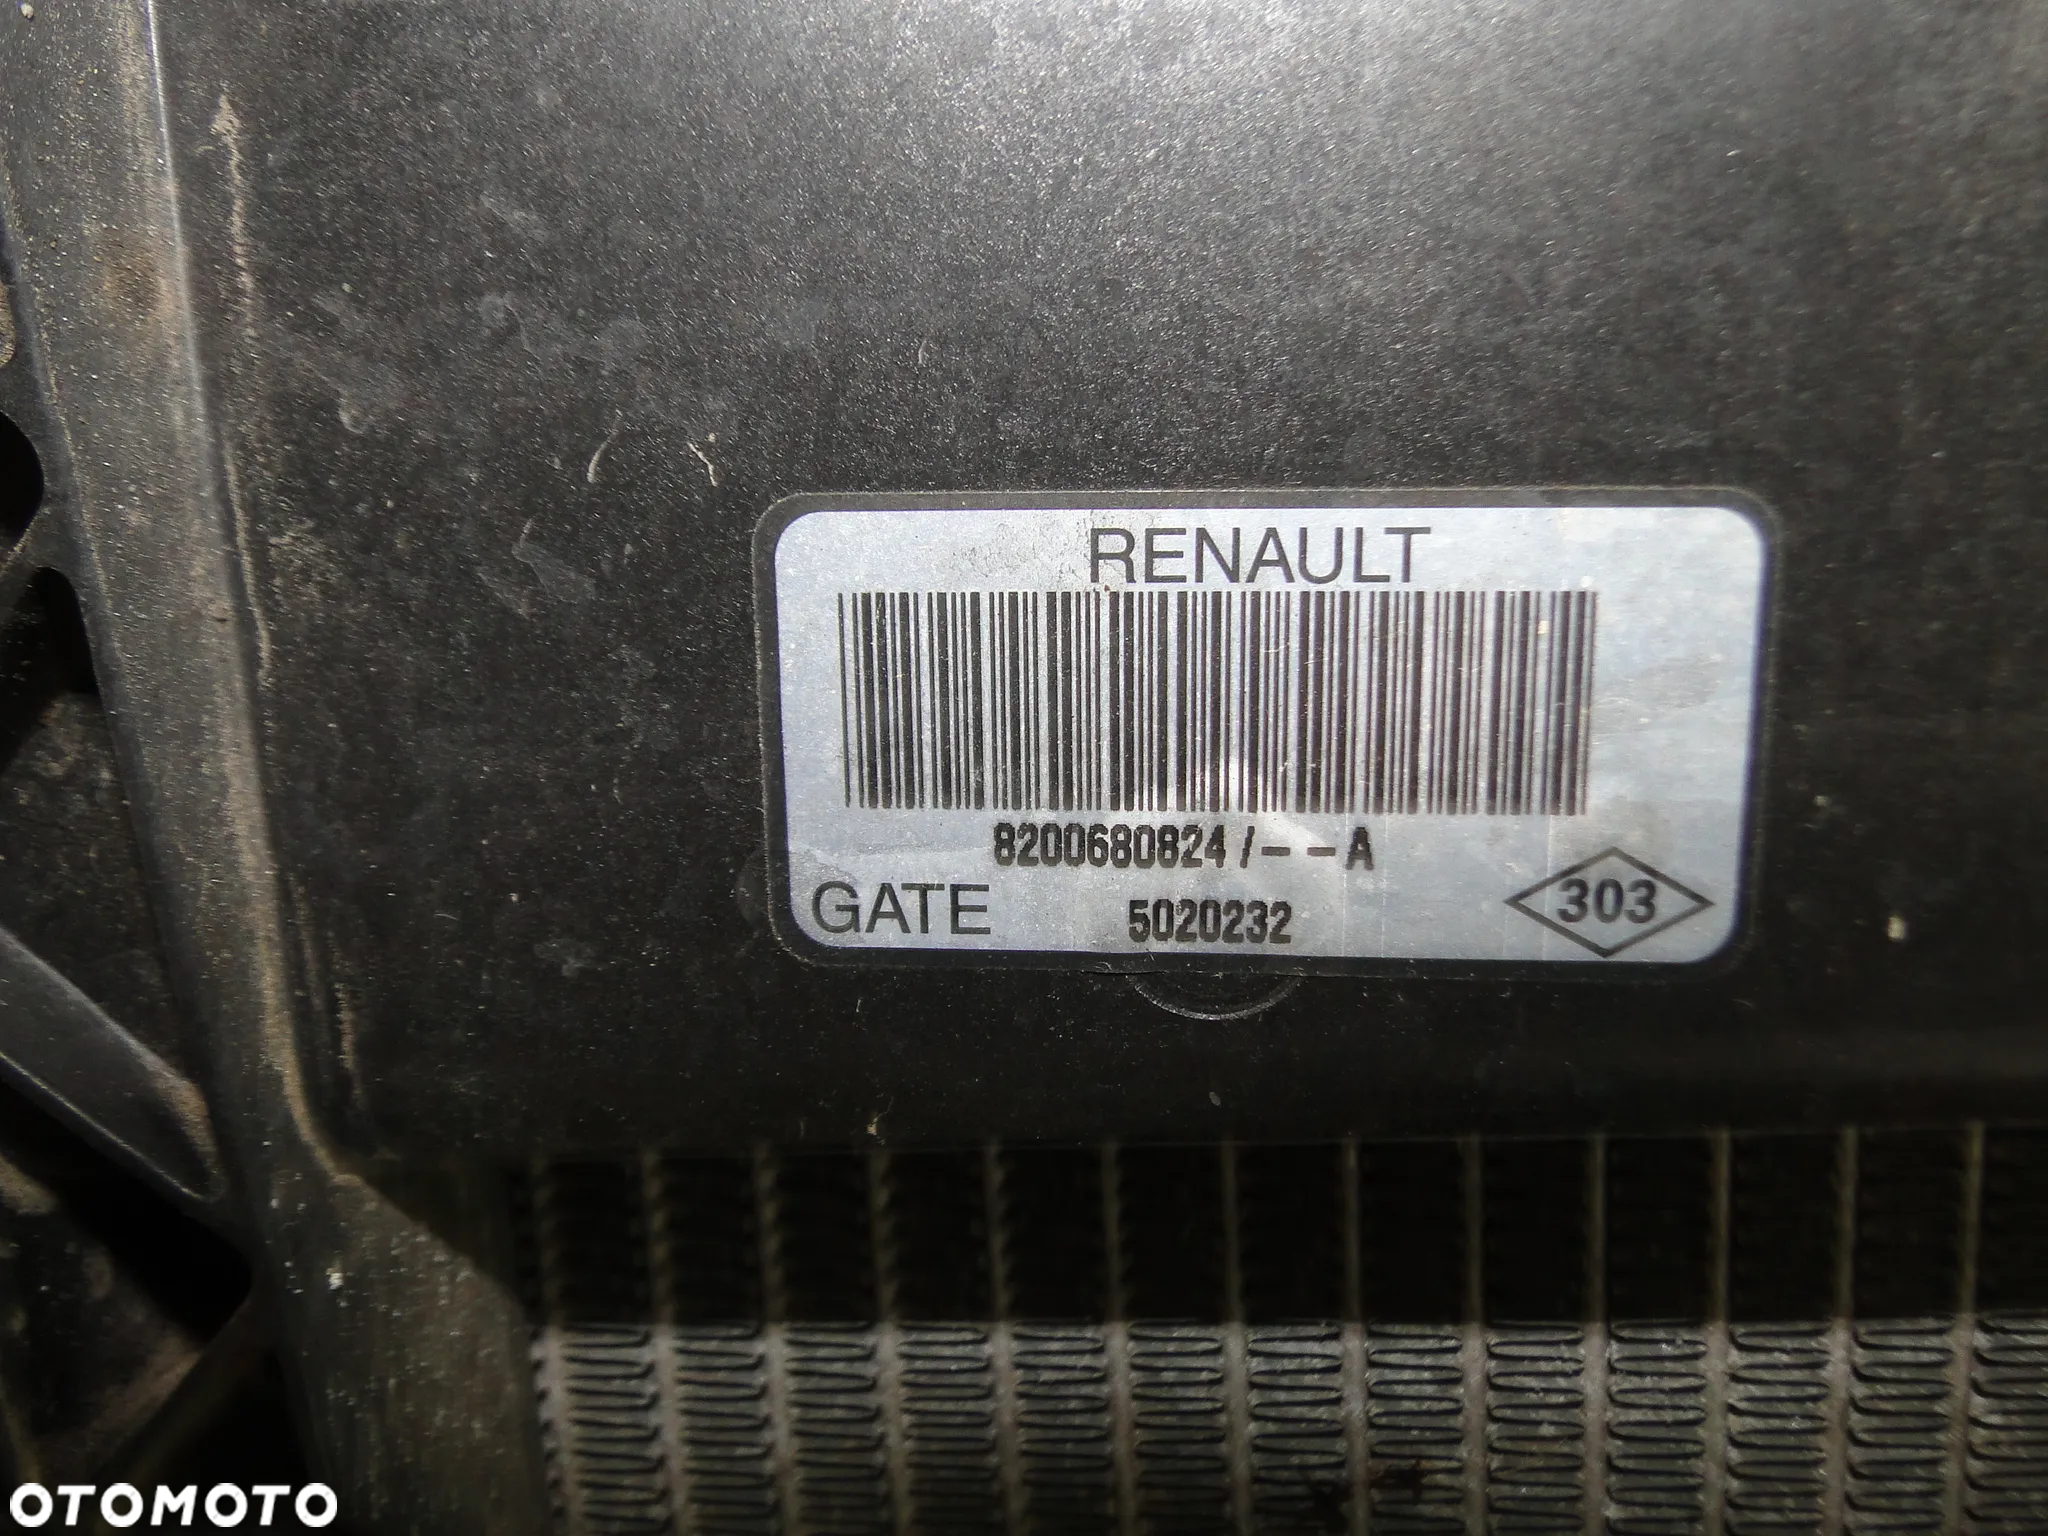 RENAULT
8200680824/--A
GATE 5020232 303
OTOMOTO